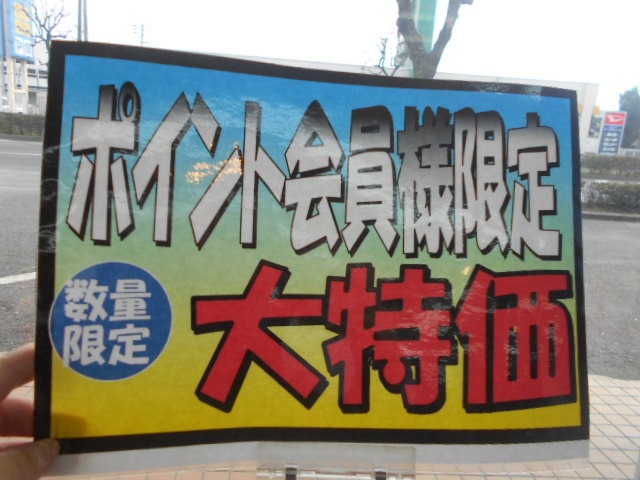 ポイント会員様限定
数量
限定
大特価